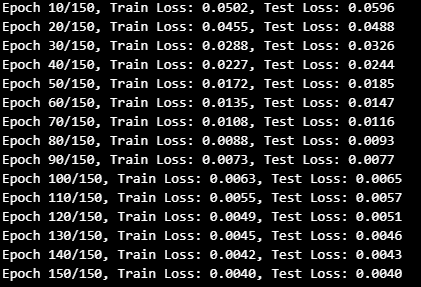 Epoch 10/150, Train Loss: 0.0502, Test Loss: 0.0596
Epoch 20/150, Train Loss: 0.0455, Test Loss: 0.0488
Epoch 30/150, Train Loss: 0.0288, Test Loss: 0.0326
Epoch 40/150, Train Loss: 0.0227, Test Loss: 0.0244
Epoch 50/150, Train Loss: 0.0172, Test Loss: 0.0185
Epoch 60/150, Train Loss: 0.0135, Test Loss: 0.0147
Epoch 70/150, Train Loss: 0.0108, Test Loss: 0.0116
Epoch 80/150, Train Loss: 0.0088, Test Loss: 0.0093
Epoch 90/150, Train Loss: 0.0073, Test Loss: 0.0077
Epoch 100/150, Train Loss: 0.0063, Test Loss: 0.0065
Epoch 110/150, Train Loss: 0.0055, Test Loss: 0.0057
Epoch 120/150, Train Loss: 0.0049, Test Loss: 0.0051
Epoch 130/150, Train Loss: 0.0045, Test Loss: 0.0046
Epoch 140/150, Train Loss: 0.0042, Test Loss: 0.0043
Epoch 150/150, Train Loss: 0.0040, Test Loss: 0.0040